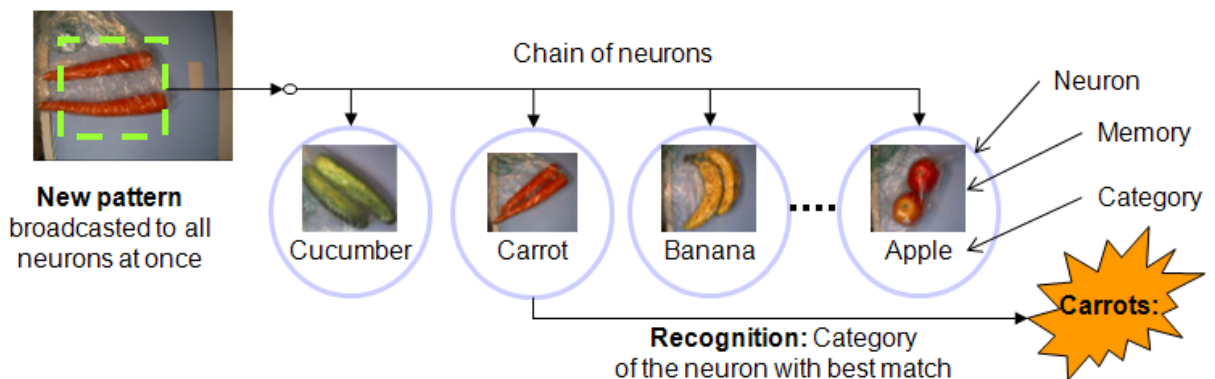 Chain of neurons
Neuron
Memory
Category
New pattern
broadcasted to all
neurons at once
Cucumber
Carrot
Banana
Apple
Carrots:
Recognition: Category
of the neuron with best match